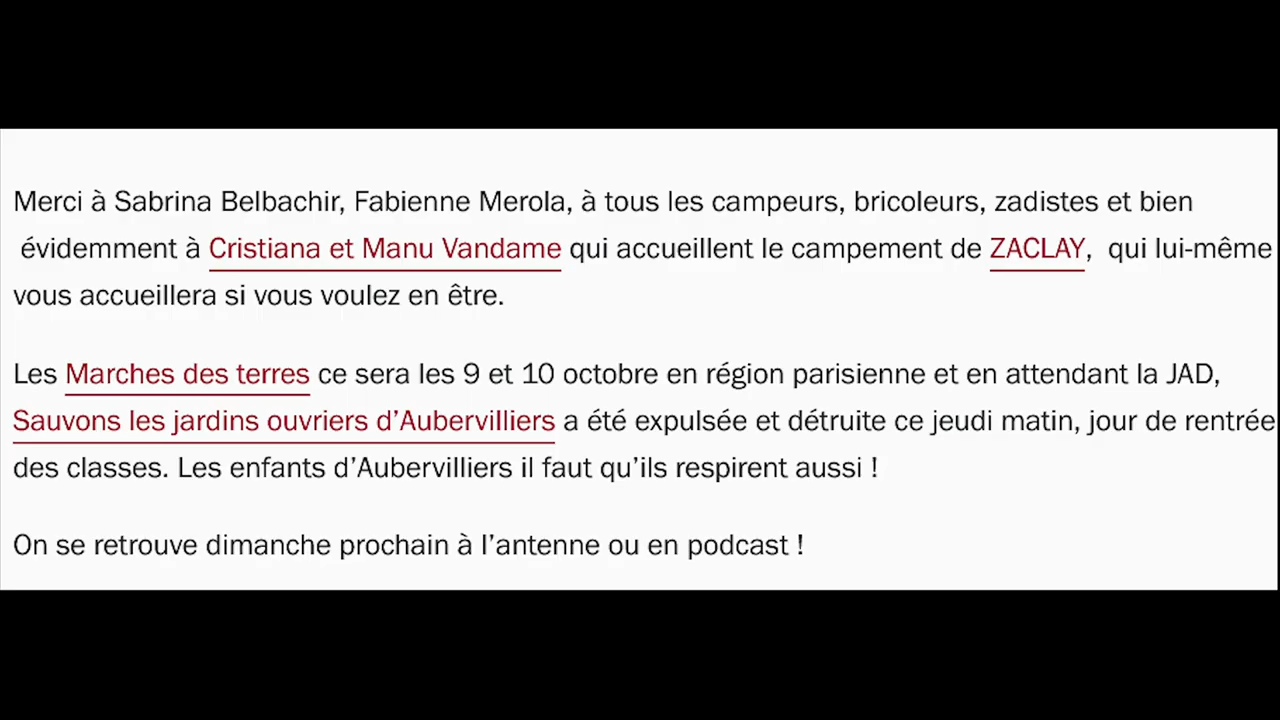 Merci à Sabrina Belbachir, Fabienne Merola, à tous les campeurs, bricoleurs, zadistes et bien
évidemment à Cristiana et Manu Vandame qui accueillent le campement de ZACLAY,  qui lui-même
vous accueillera si vous voulez en être.
Les Marches des terres ce sera les 9 et 10 octobre en région parisienne et en attendant la JAD,
Sauvons les jardins ouvriers d’Aubervilliers a été expulsée et détruite ce jeudi matin, jour de rentrée
des classes. Les enfants d’Aubervilliers il faut qu’ils respirent aussi !
On se retrouve dimanche prochain à l’antenne ou en podcast !